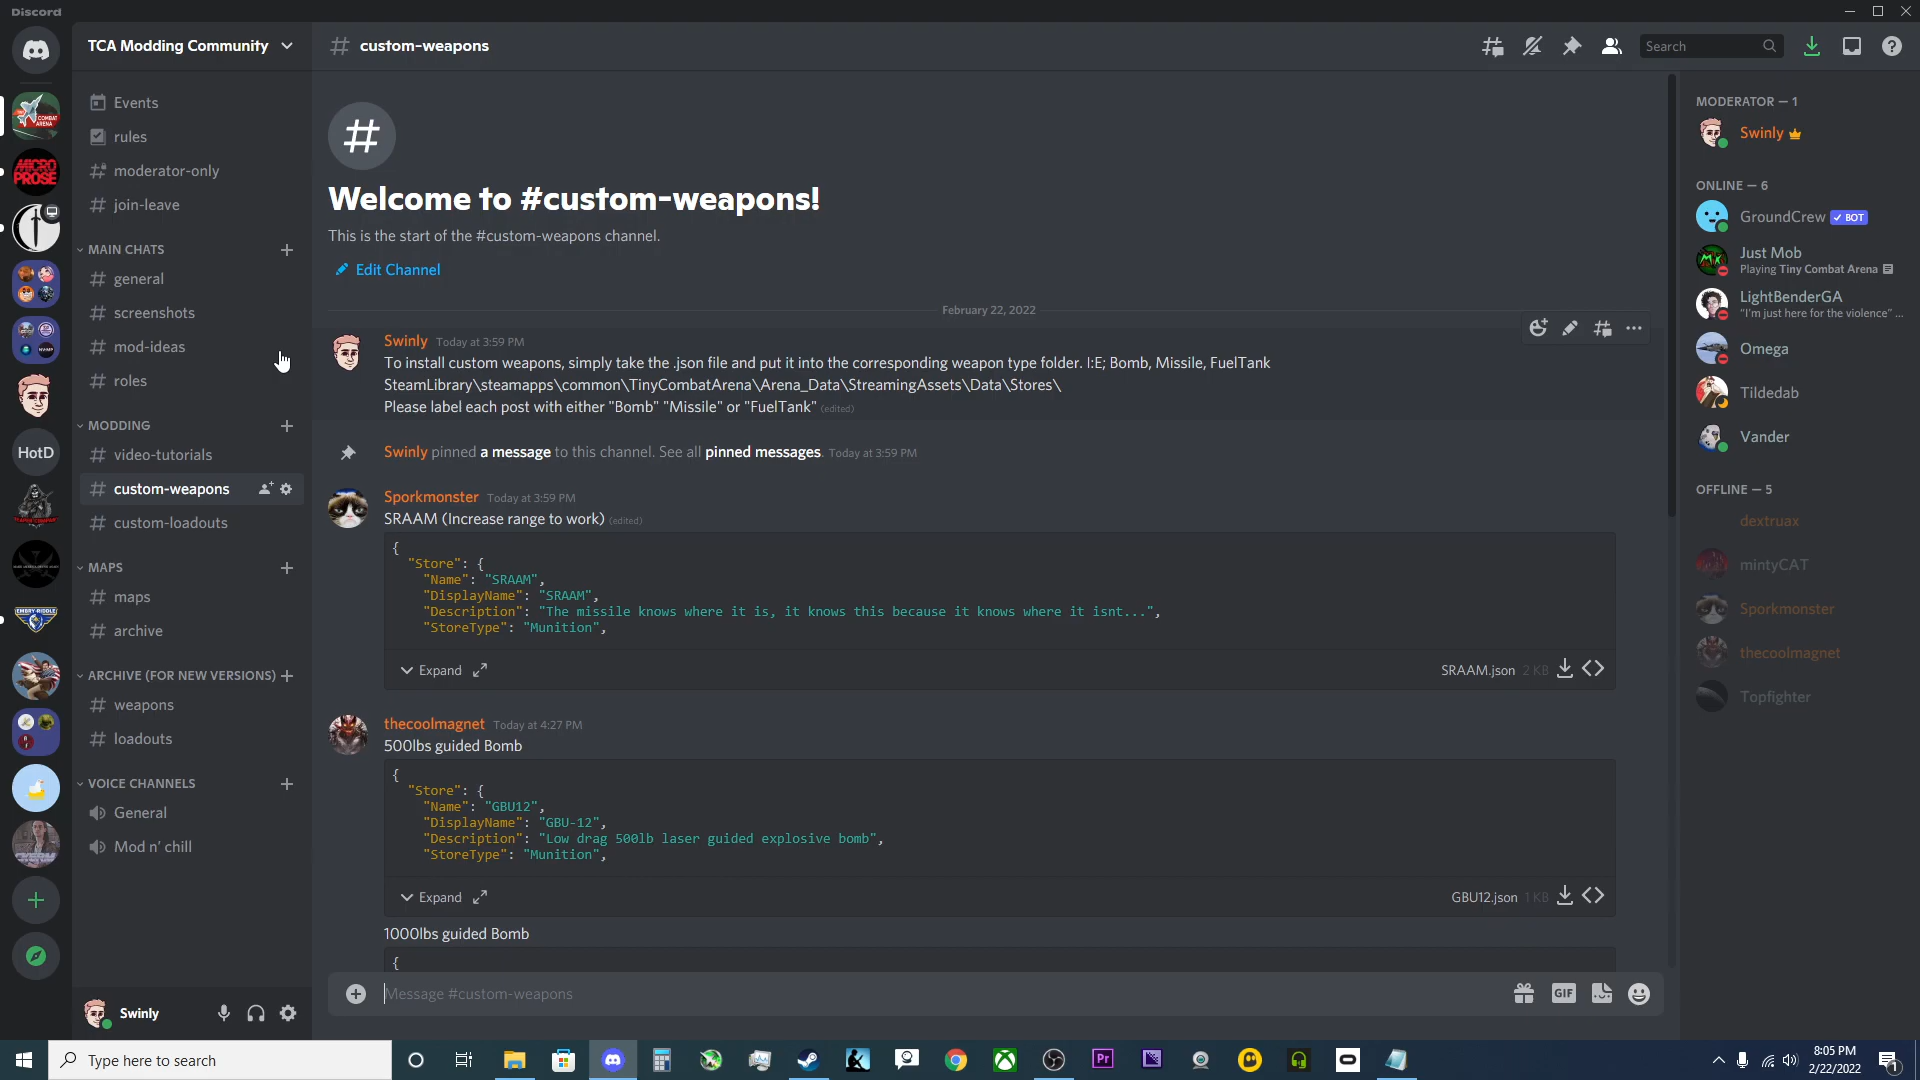 Discord
TCA Modding Community
# custom-weapons
Search
Events
rules
moderator-only
join-leave
MAIN CHATS
general
screenshots
mod-ideas
roles
MODDING
video-tutorials
custom-weapons
custom-loadouts
MAPS
maps
archive
ARCHIVE (FOR NEW VERSIONS)
weapons
loadouts
VOICE CHANNELS
General
Mod n' chill
Swinly
COMBAT ARENA
MICRO PROSE
HotD
EMBRY-RIDDLE
#
Welcome to #custom-weapons!
This is the start of the #custom-weapons channel.
Edit Channel
February 22, 2022
Swinly Today at 3:59 PM
To install custom weapons, simply take the .json file and put it into the corresponding weapon type folder. I:E; Bomb, Missile, FuelTank
SteamLibrary\steamapps\common\TinyCombatArena\Arena_Data\StreamingAssets\Data\Stores\
Please label each post with either "Bomb" "Missile" or "FuelTank" (edited)
Swinly pinned a message to this channel. See all pinned messages. Today at 3:59 PM
Sporkmonster Today at 3:59 PM
SRAAM (Increase range to work) (edited)
{
"Store": {
"Name": "SRAAM",
"DisplayName": "SRAAM",
"Description": "The missile knows where it is, it knows this because it knows where it isnt...",
"StoreType": "Munition",
Expand
SRAAM.json 2 KB
thecoolmagnet Today at 4:27 PM
500lbs guided Bomb
{
"Store": {
"Name": "GBU12",
"DisplayName": "GBU-12",
"Description": "Low drag 500lb laser guided explosive bomb",
"StoreType": "Munition",
Expand
GBU12.json 1 KB
1000lbs guided Bomb
{
Message #custom-weapons
GIF
MODERATOR — 1
Swinly
ONLINE — 6
GroundCrew ✓ BOT
Just Mob
Playing Tiny Combat Arena
LightBenderGA
"I'm just here for the violence" ...
Omega
Tildedab
Vander
OFFLINE — 5
dextruax
mintyCAT
Sporkmonster
thecoolmagnet
Topfighter
Type here to search
Pr
8:05 PM
2/22/2022
1